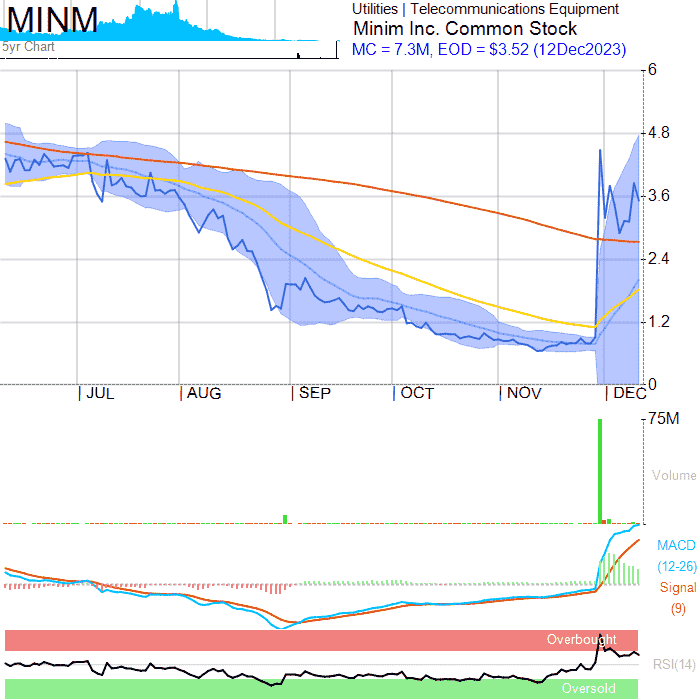 MINM
5yr Chart
Utilities | Telecommunications Equipment
Minim Inc. Common Stock
MC = 7.3M, EOD = $3.52 (12Dec2023)
6
4.8
3.6
2.4
1.2
0
| JUL | AUG | SEP | OCT | NOV | DEC
75M
Volume
MACD
(12-26)
Signal
(9)
Overbought
RSI(14)
Oversold